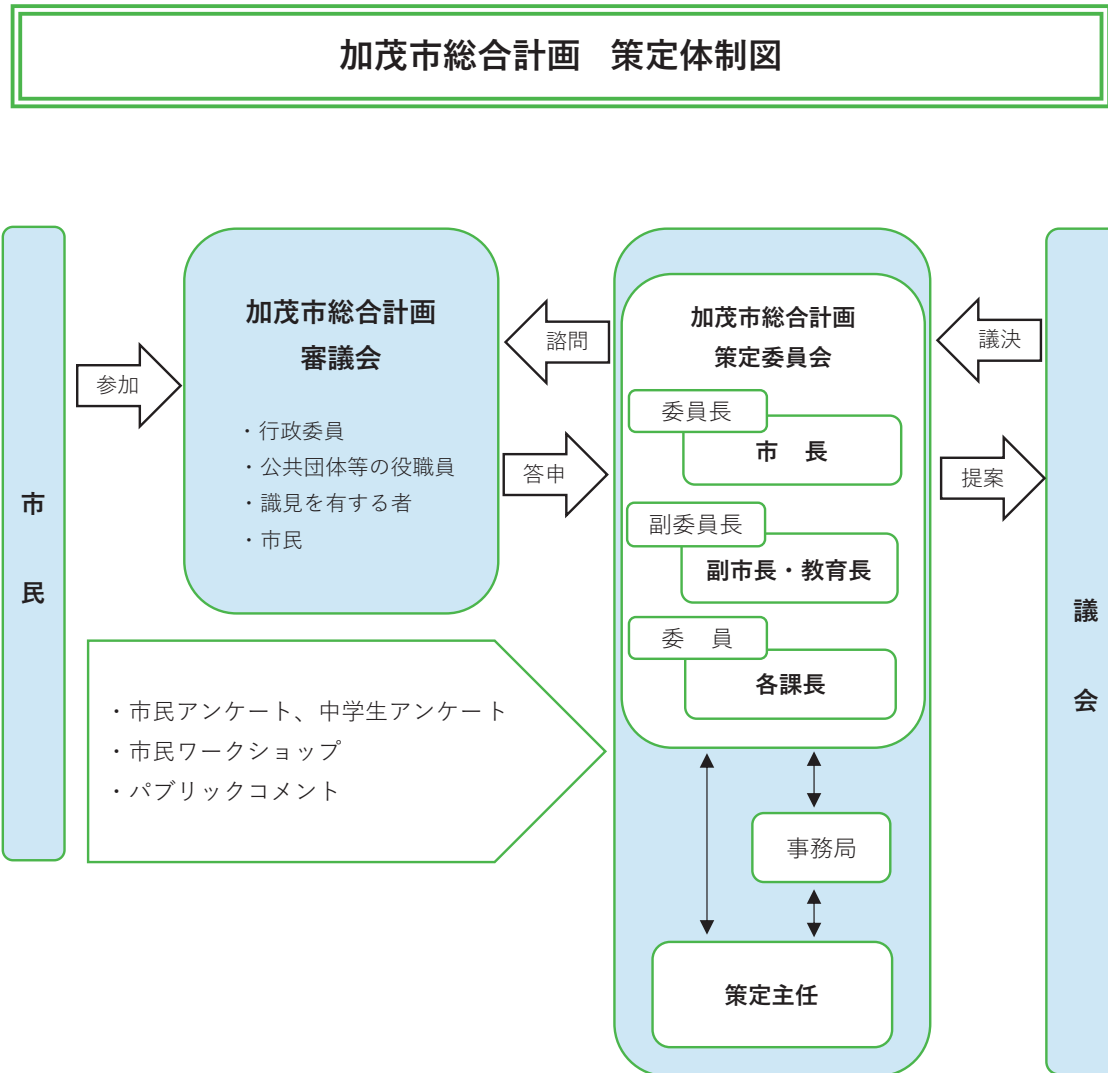 加茂市総合計画 策定体制図
市民
参加
加茂市総合計画
審議会
・行政委員
・公共団体等の役職員
・識見を有する者
・市民
諮問
答申
加茂市総合計画
策定委員会
委員長
市 長
副委員長
副市長・教育長
委 員
各課長
議決
提案
議会
・市民アンケート、中学生アンケート
・市民ワークショップ
・パブリックコメント
事務局
策定主任